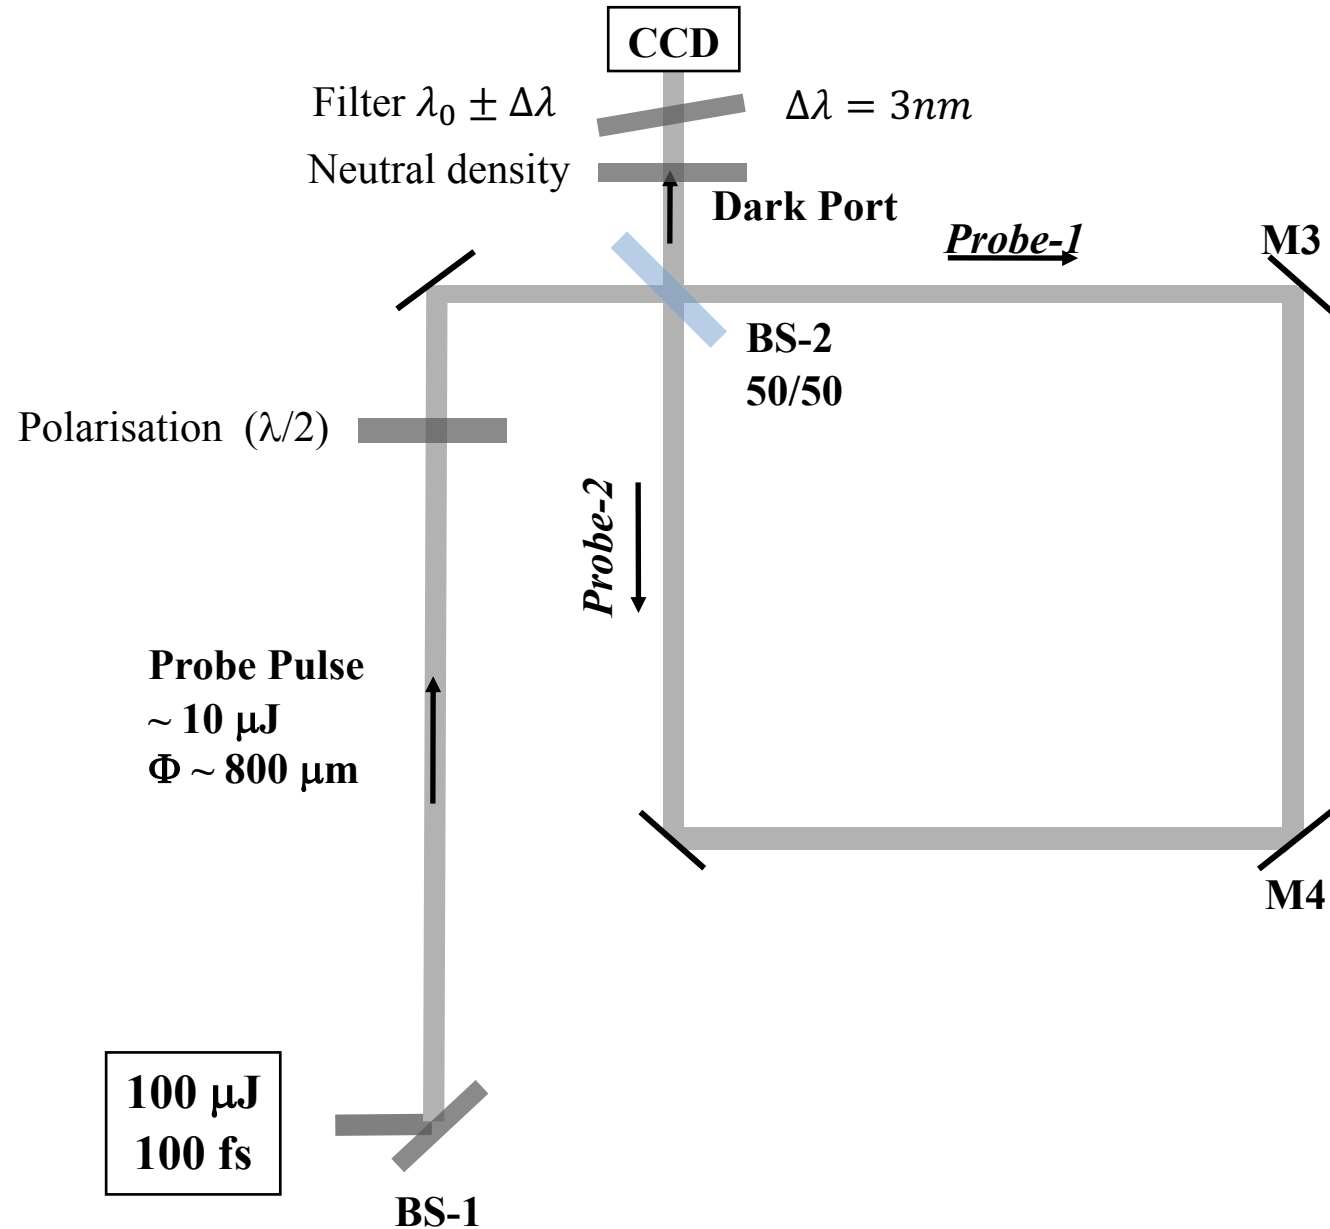 CCD
Filter λ₀ ± Δλ
Δλ = 3nm
Neutral density
Dark Port
Probe-1
M3
BS-2
50/50
Polarisation (λ/2)
Probe-2
Probe Pulse
~ 10 μJ
Φ ~ 800 μm
M4
100 μJ
100 fs
BS-1